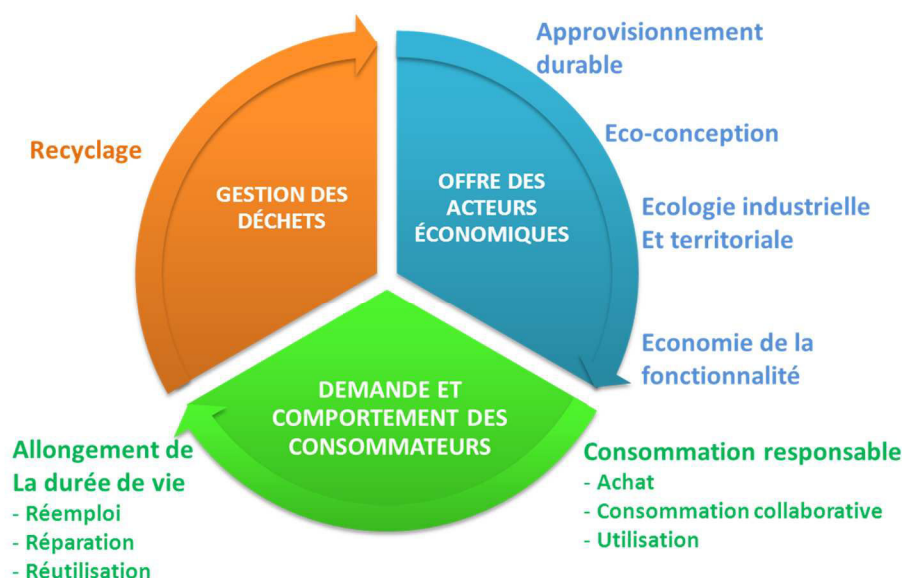 Approvisionnement
durable
Eco-conception
Ecologie industrielle
Et territoriale
Economie de la
fonctionnalité
OFFRE DES
ACTEURS
ÉCONOMIQUES
Recyclage
GESTION DES
DÉCHETS
DEMANDE ET
COMPORTEMENT DES
CONSOMMATEURS
Consommation responsable
- Achat
- Consommation collaborative
- Utilisation
Allongement de
La durée de vie
- Réemploi
- Réparation
- Réutilisation